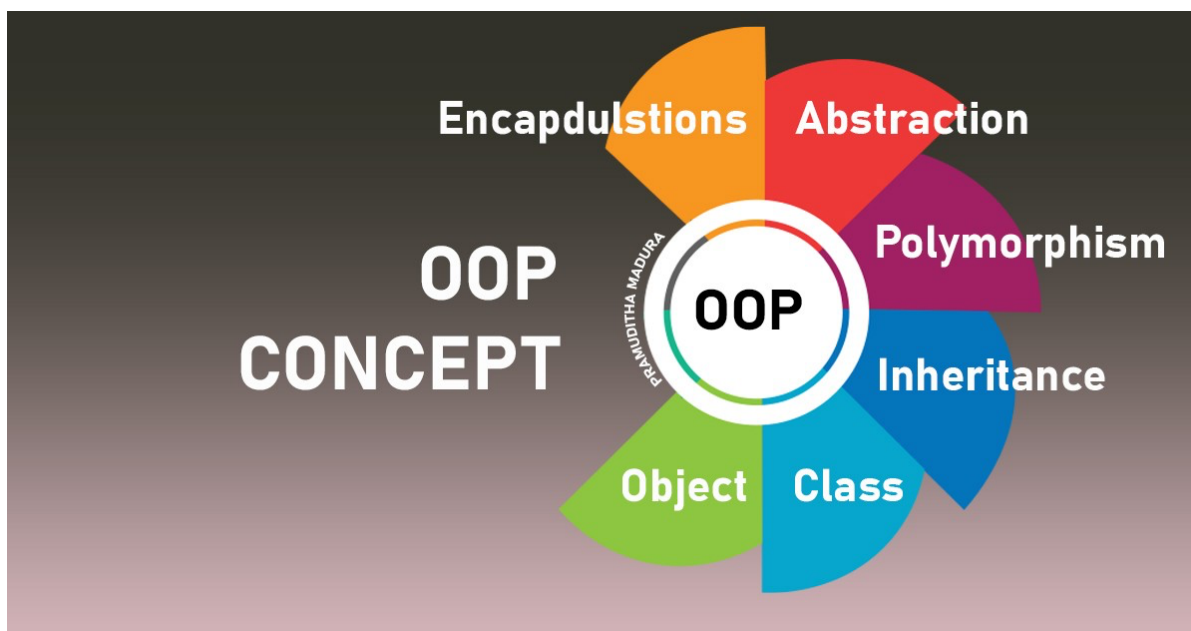 Encapdulstions
Abstraction
Polymorphism
OOP
CONCEPT
PRAMUDITHA MADURA
OOP
Inheritance
Object
Class